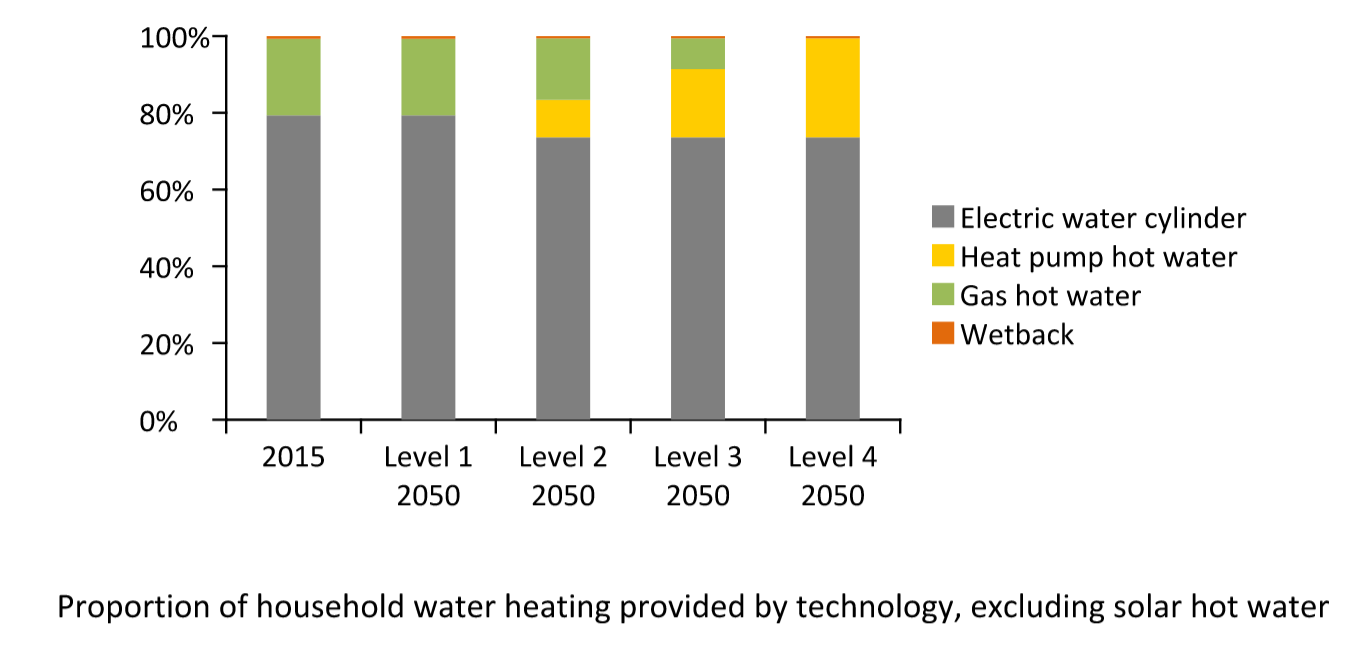 100%
80%
60%
40%
20%
0%
2015
Level 1
2050
Level 2
2050
Level 3
2050
Level 4
2050
Electric water cylinder
Heat pump hot water
Gas hot water
Wetback
Proportion of household water heating provided by technology, excluding solar hot water